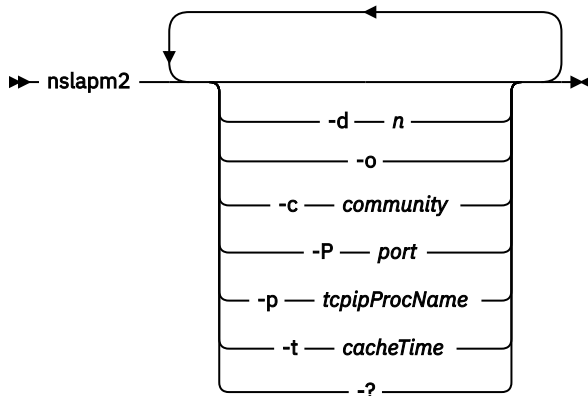 nslapm2
-d n
-o
-c community
-P port
-p tcpipProcName
-t cacheTime
-?